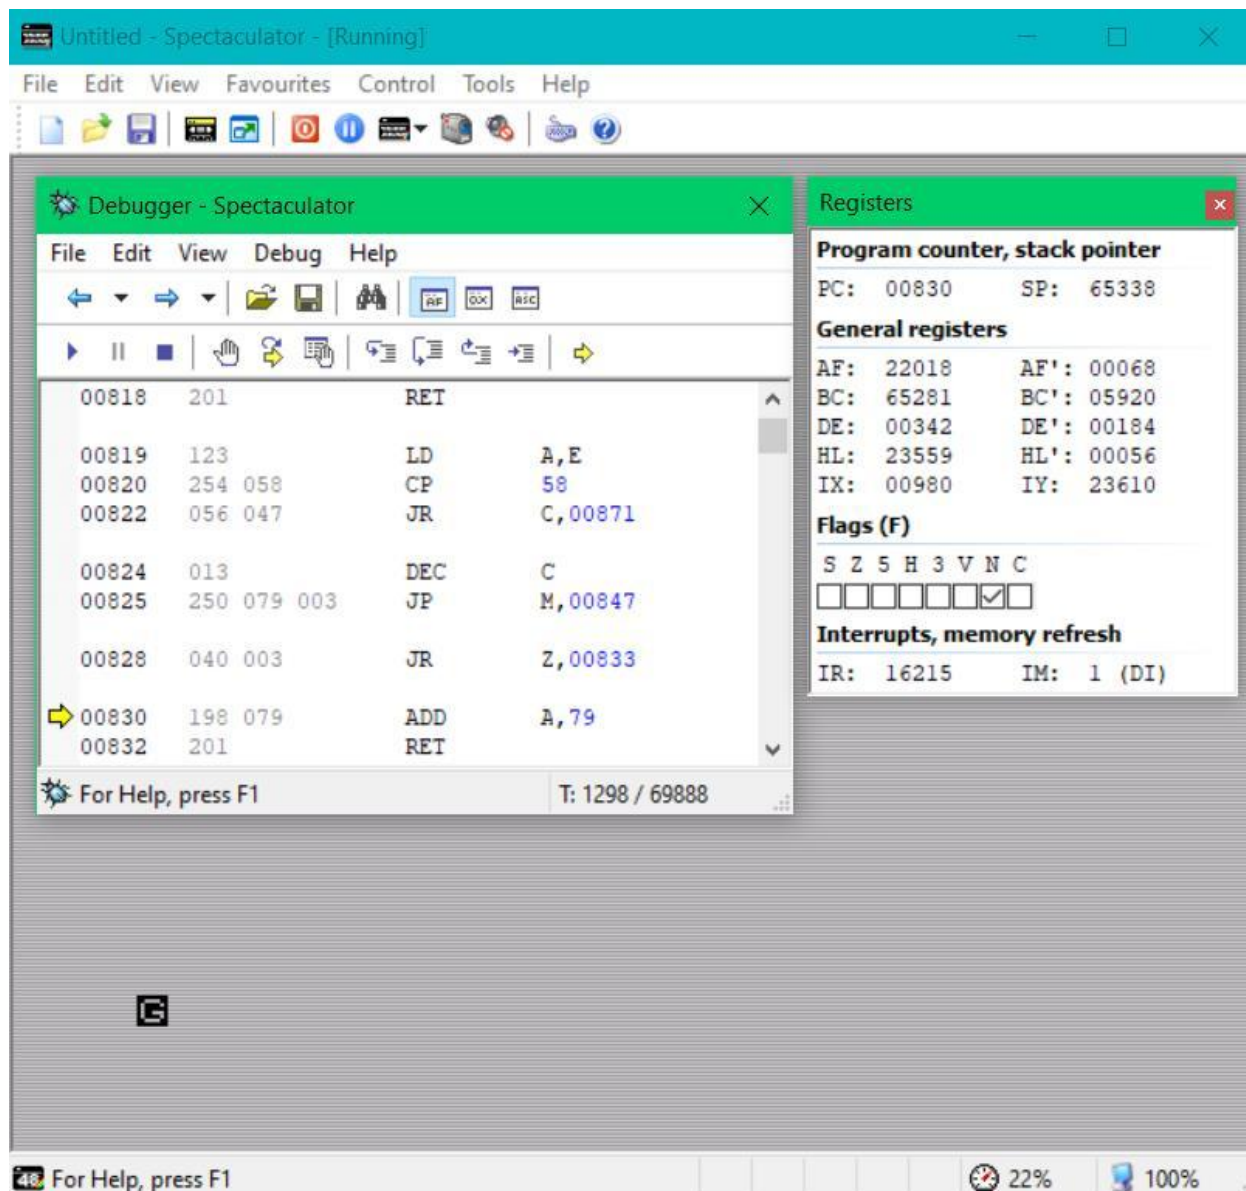 Untitled - Spectaculator - [Running]
File Edit View Favourites Control Tools Help
Debugger - Spectaculator
File Edit View Debug Help
00818 201 RET
00819 123 LD A,E
00820 254 058 CP 58
00822 056 047 JR C,00871
00824 013 DEC C
00825 250 079 003 JP M,00847
00828 040 003 JR Z,00833
00830 198 079 ADD A,79
00832 201 RET
For Help, press F1 T: 1298 / 69888
Registers
Program counter, stack pointer
PC: 00830 SP: 65338
General registers
AF: 22018 AF': 00068
BC: 65281 BC': 05920
DE: 00342 DE': 00184
HL: 23559 HL': 00056
IX: 00980 IY: 23610
Flags (F)
S Z 5 H 3 V N C
Interrupts, memory refresh
IR: 16215 IM: 1 (DI)
G
48 For Help, press F1 22% 100%